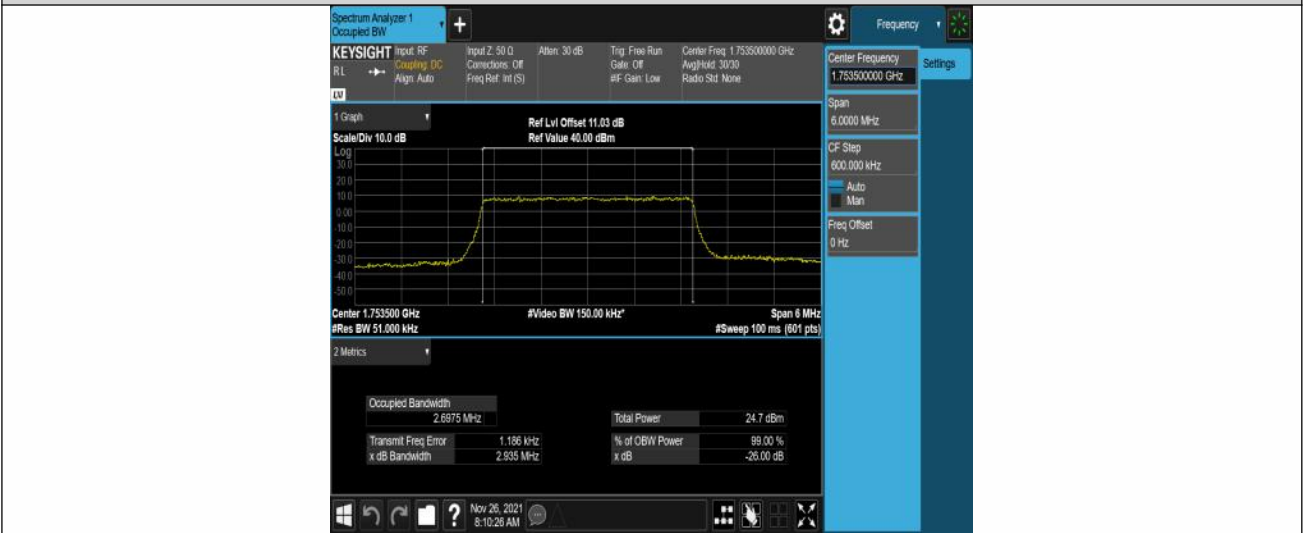 Spectrum Analyzer 1
Occupied BW
+
Frequency
KEYSIGHT Input: RF
RL
Coupling: DC
Align: Auto
Input Z: 50 Ω
Corrections: Off
Freq Ref: Int (S)
Atten: 30 dB
Trig: Free Run
Gate: Off
#IF Gain: Low
Center Freq: 1.753500000 GHz
Avg|Hold: 30/30
Radio Std: None
LV
Center Frequency
1.753500000 GHz
Settings
Span
6.0000 MHz
CF Step
600.000 kHz
Auto
Man
Freq Offset
0 Hz
1 Graph
Scale/Div 10.0 dB
Ref Lvl Offset 11.03 dB
Ref Value 40.00 dBm
Log
30.0
20.0
10.0
0.00
-10.0
-20.0
-30.0
-40.0
-50.0
Center 1.753500 GHz
#Res BW 51.000 kHz
#Video BW 150.00 kHz*
Span 6 MHz
#Sweep 100 ms (601 pts)
2 Metrics
Occupied Bandwidth
2.6975 MHz
Total Power 24.7 dBm
Transmit Freq Error 1.186 kHz
% of OBW Power 99.00 %
x dB Bandwidth 2.935 MHz
x dB -26.00 dB
?
Nov 26, 2021
8:10:26 AM